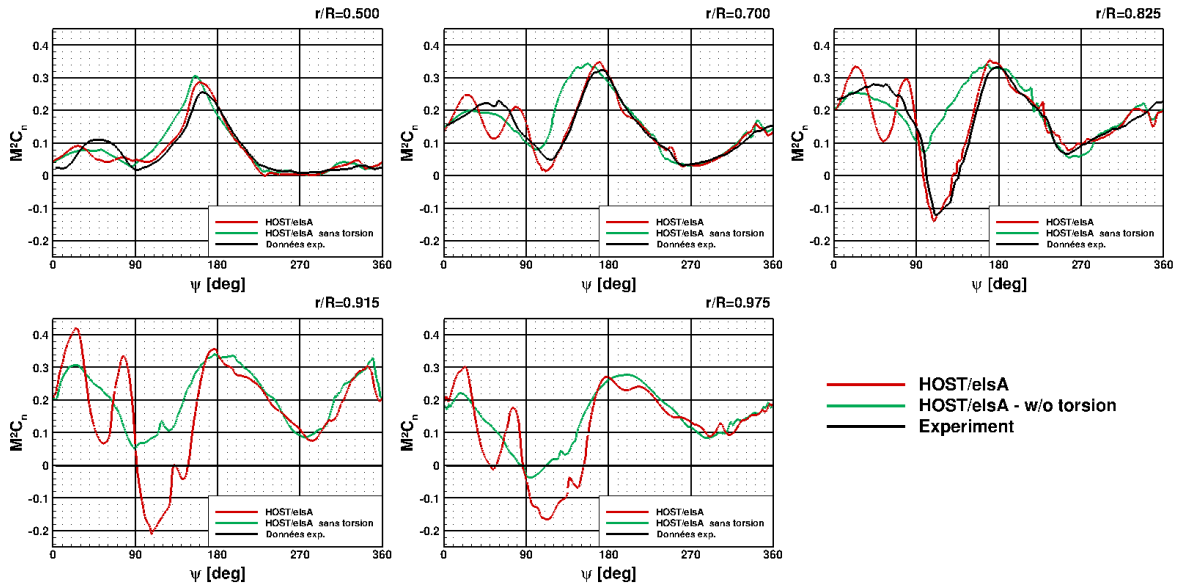 r/R=0.500
M²Cn
0.4
0.3
0.2
0.1
0
-0.1
-0.2
HOST/elsA
HOST/elsA sans torsion
Données exp.
0 90 180 270 360
ψ [deg]
r/R=0.700
M²Cn
0.4
0.3
0.2
0.1
0
-0.1
-0.2
HOST/elsA
HOST/elsA sans torsion
Données exp.
0 90 180 270 360
ψ [deg]
r/R=0.825
M²Cn
0.4
0.3
0.2
0.1
0
-0.1
-0.2
HOST/elsA
HOST/elsA sans torsion
Données exp.
0 90 180 270 360
ψ [deg]
r/R=0.915
M²Cn
0.4
0.3
0.2
0.1
0
-0.1
-0.2
HOST/elsA
HOST/elsA sans torsion
Données exp.
0 90 180 270 360
ψ [deg]
r/R=0.975
M²Cn
0.4
0.3
0.2
0.1
0
-0.1
-0.2
HOST/elsA
HOST/elsA sans torsion
Données exp.
0 90 180 270 360
ψ [deg]
HOST/elsA
HOST/elsA - w/o torsion
Experiment